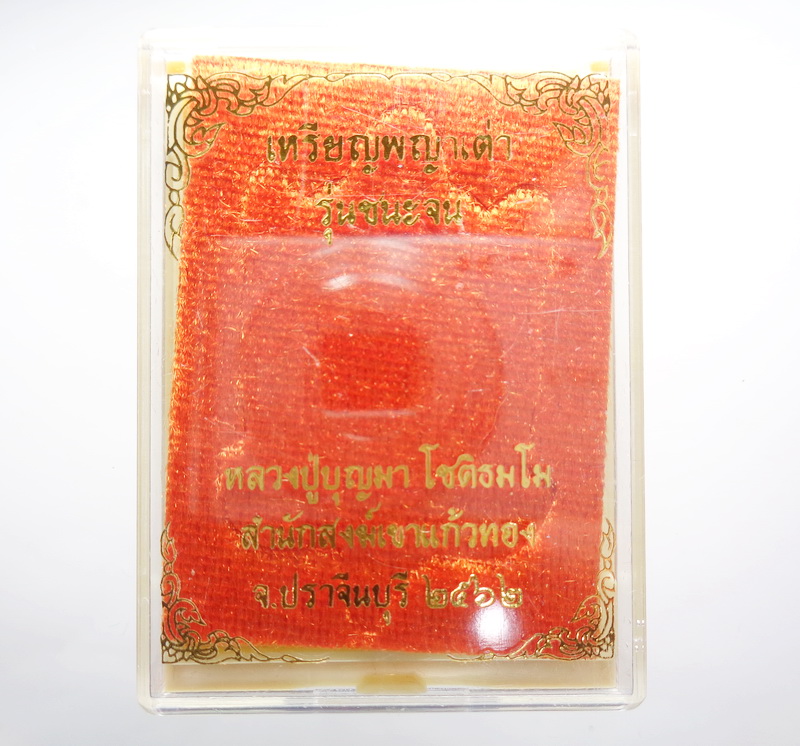 เหรียญพญาเต่า
รุ่นชนะจน
หลวงปู่บุญมา โชติธมโม
สำนักสงฆ์เขาแก้วทอง
จ.ปราจีนบุรี ๒๕๖๒